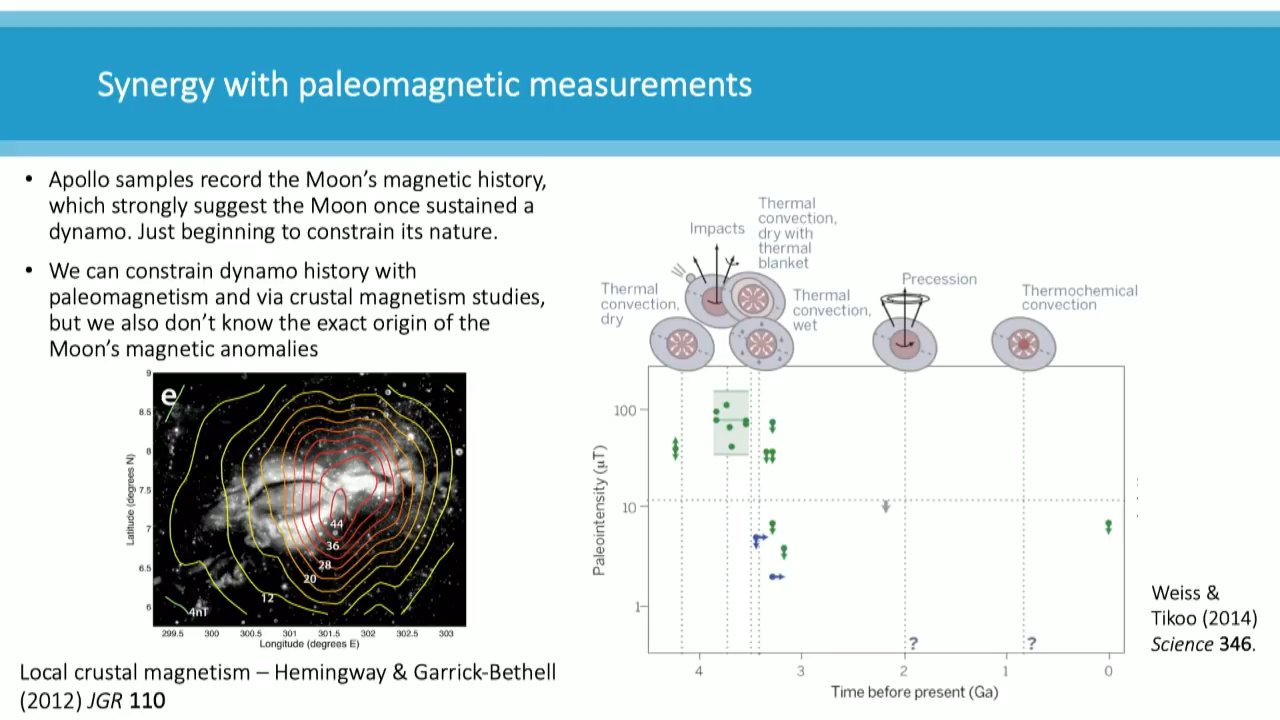 Synergy with paleomagnetic measurements
• Apollo samples record the Moon’s magnetic history,
which strongly suggest the Moon once sustained a
dynamo. Just beginning to constrain its nature.
• We can constrain dynamo history with
paleomagnetism and via crustal magnetism studies,
but we also don’t know the exact origin of the
Moon’s magnetic anomalies
e
9
8.5
8
7.5
7
6.5
6
Latitude (degrees N)
44
36
28
20
12
4nT
299.5 300 300.5 301 301.5 302 302.5 303
Longitude (degrees E)
Local crustal magnetism – Hemingway & Garrick-Bethell
(2012) JGR 110
Thermal
convection,
dry
Impacts
Thermal
convection,
dry with
thermal
blanket
Thermal
convection,
wet
Precession
Thermochemical
convection
Paleointensity (µT)
100
10
1
? ?
4 3 2 1 0
Time before present (Ga)
Weiss &
Tikoo (2014)
Science 346.